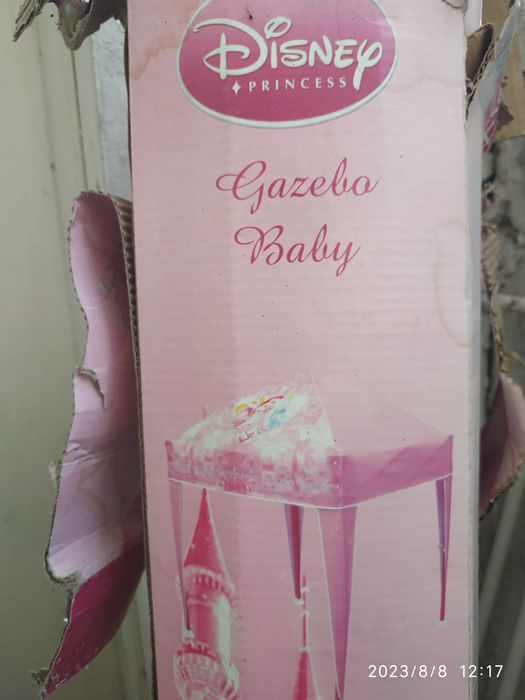 Disney
PRINCESS
Gazebo
Baby
2023/8/8 12:17